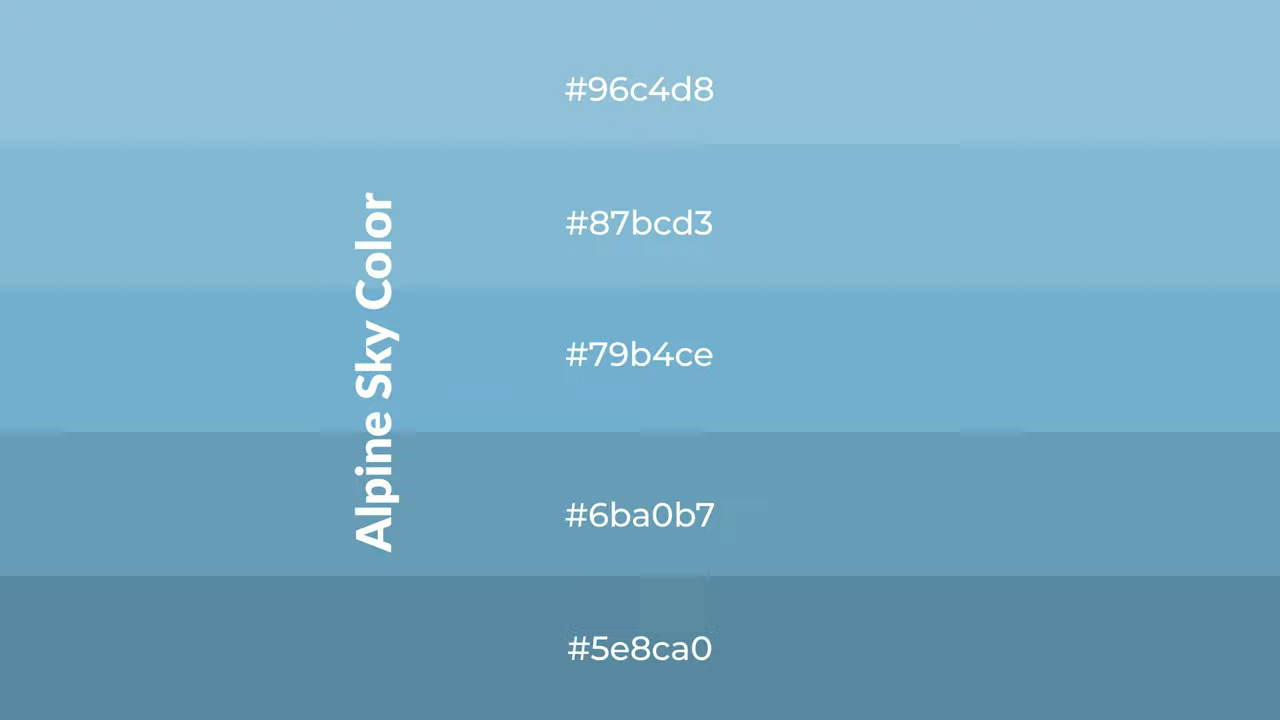 Alpine Sky Color
#96c4d8
#87bcd3
#79b4ce
#6ba0b7
#5e8ca0